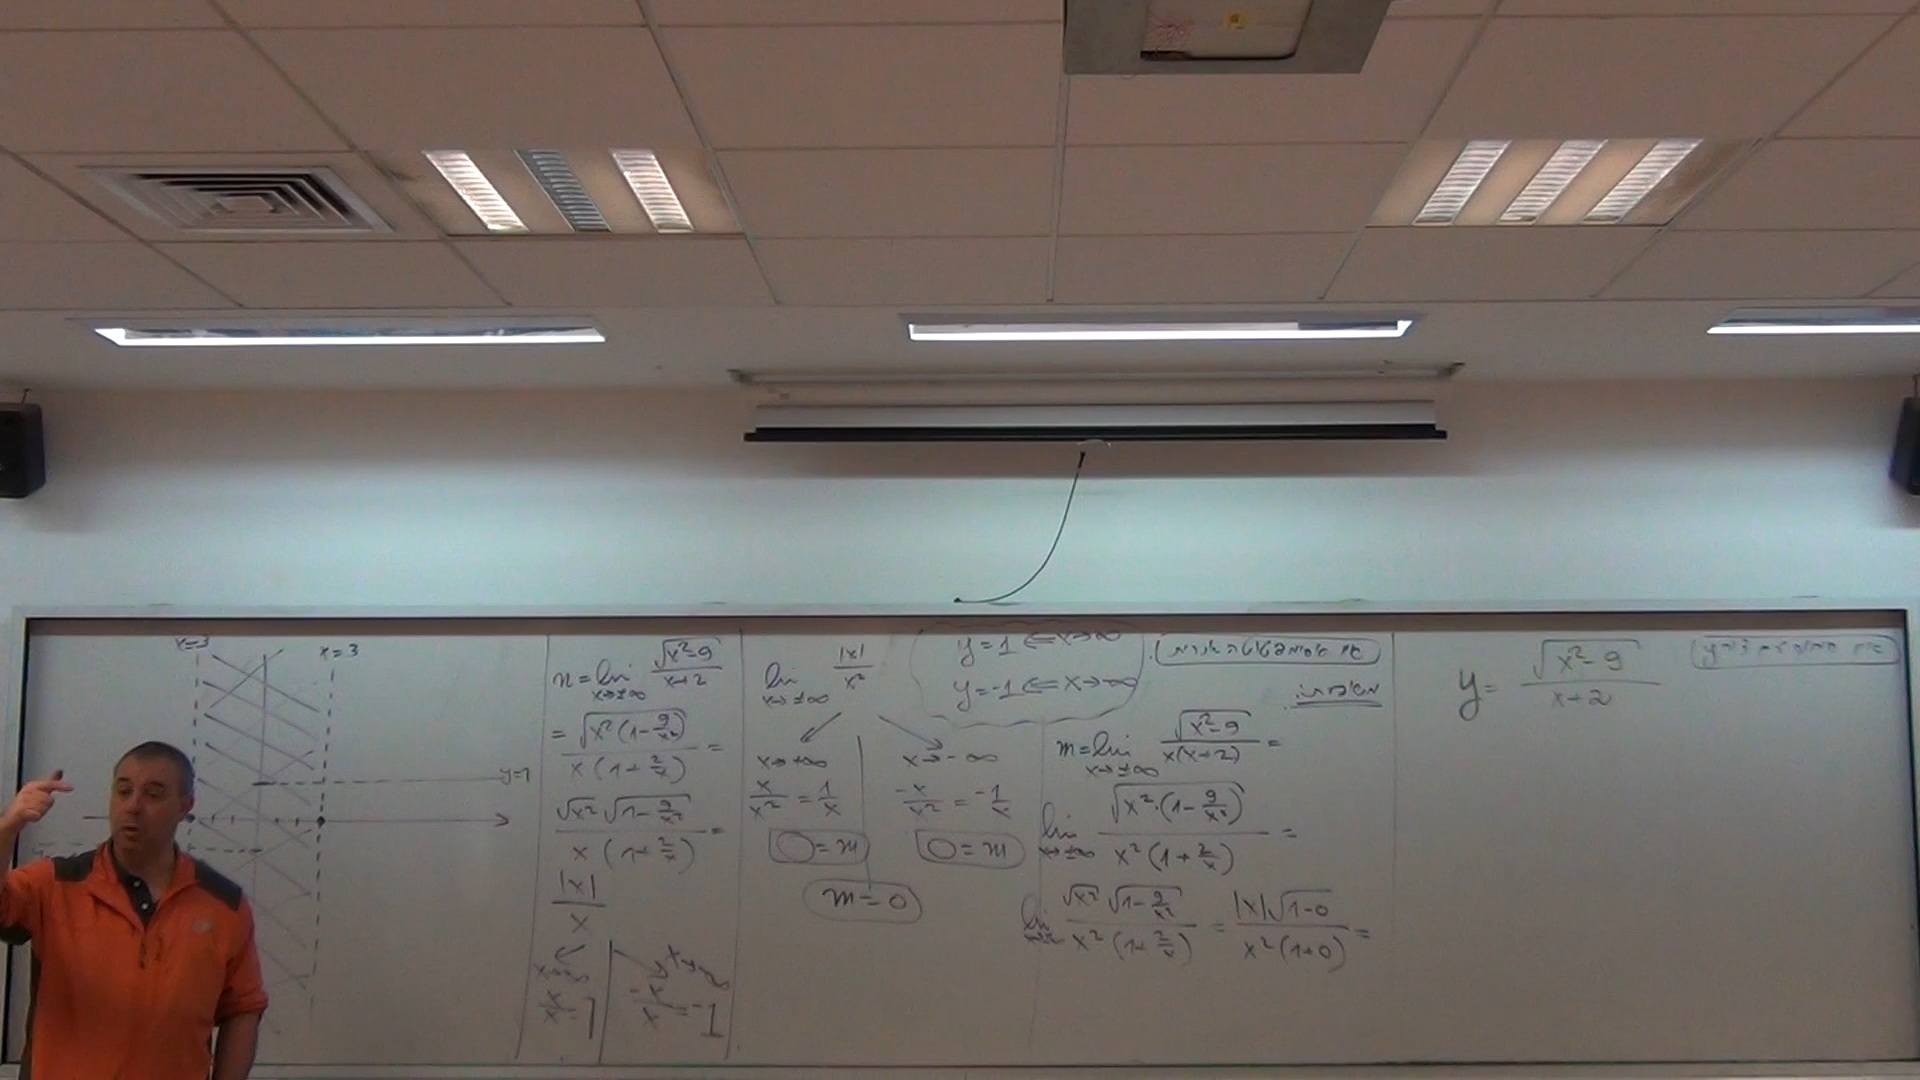 y = √(x²-9) / (x+2)
משופעת:
m = lim x→±∞ √(x²-9) / x(x+2) =
lim x→±∞ √(x²·(1-9/x²)) / x²(1+2/x) =
lim √x² √(1-9/x²) / x²(1+2/x) = |x|√(1-0) / x²(1+0) =
y=1 ⇐ x→∞
y=-1 ⇐ x→-∞
lim x→±∞ |x| / x²
x→+∞
x/x² = 1/x
0=m
x→-∞
-x/x² = -1/x
0=m
m=0
n = lim x→±∞ √(x²-9) / x+2
= √(x²(1-9/x²)) / x(1+2/x) =
√x² √(1-9/x²) / x(1+2/x) =
|x| / x
x/x = 1
-x/x = -1
x=3
y=1